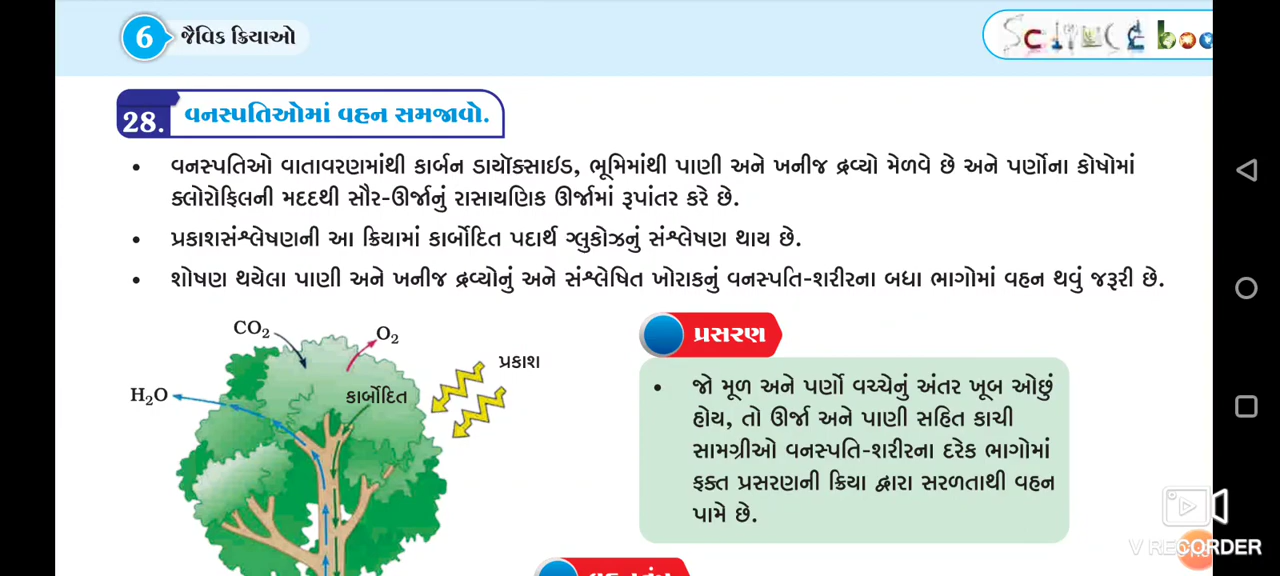 6 જૈવિક ક્રિયાઓ
Science
28. વનસ્પતિઓમાં વહન સમજાવો.
• વનસ્પતિઓ વાતાવરણમાંથી કાર્બન ડાયૉક્સાઇડ, ભૂમિમાંથી પાણી અને ખનીજ દ્રવ્યો મેળવે છે અને પર્ણોના કોષોમાં
ક્લોરોફિલની મદદથી સૌર-ઊર્જાનું રાસાયણિક ઊર્જામાં રૂપાંતર કરે છે.
• પ્રકાશસંશ્લેષણની આ ક્રિયામાં કાર્બોદિત પદાર્થ ગ્લુકોઝનું સંશ્લેષણ થાય છે.
• શોષણ થયેલા પાણી અને ખનીજ દ્રવ્યોનું અને સંશ્લેષિત ખોરાકનું વનસ્પતિ-શરીરના બધા ભાગોમાં વહન થવું જરૂરી છે.
CO2
O2
પ્રકાશ
H2O
કાર્બોદિત
પ્રસરણ
• જો મૂળ અને પર્ણો વચ્ચેનું અંતર ખૂબ ઓછું
હોય, તો ઊર્જા અને પાણી સહિત કાચી
સામગ્રીઓ વનસ્પતિ-શરીરના દરેક ભાગોમાં
ફક્ત પ્રસરણની ક્રિયા દ્વારા સરળતાથી વહન
પામે છે.
V RECORDER